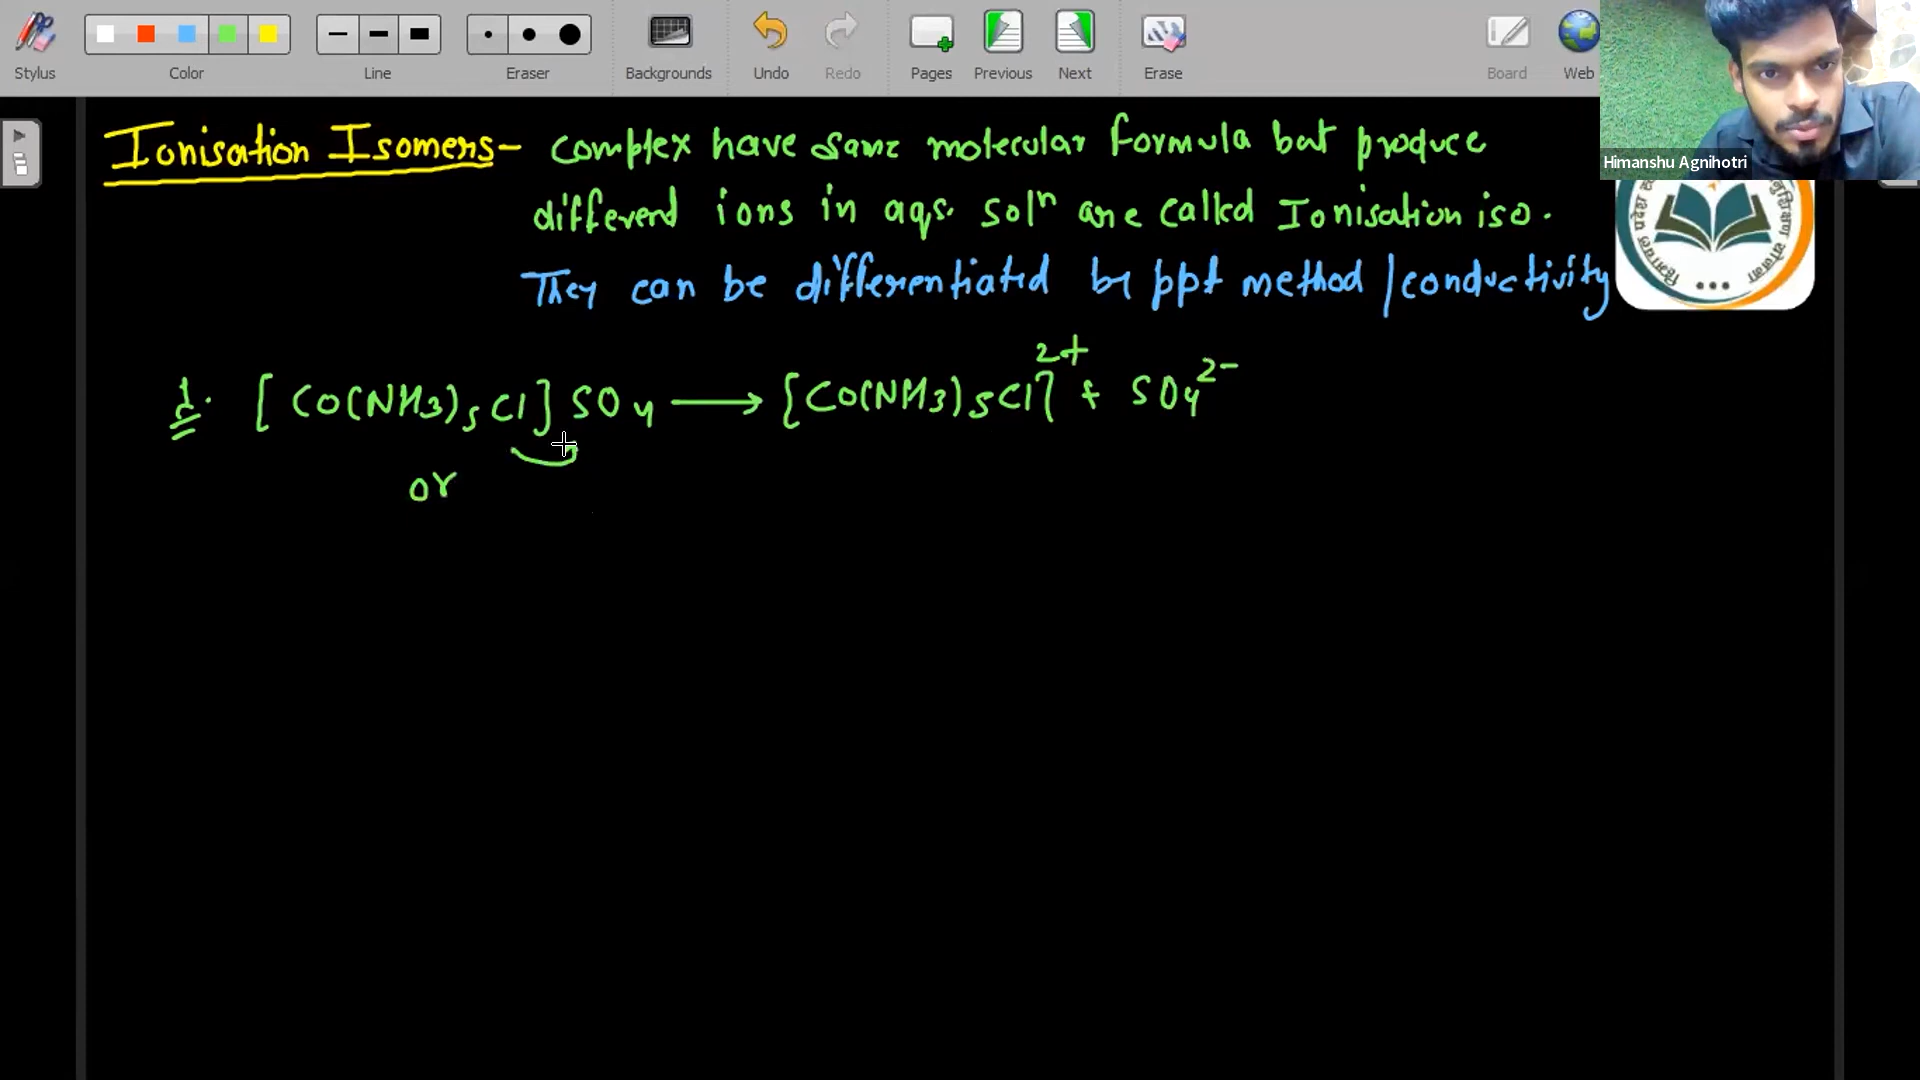 Stylus Color Line Eraser Backgrounds Undo Redo Pages Previous Next Erase Board Web
Himanshu Agnihotri
Ionisation Isomers- complex have same molecular formula but produce
different ions in aqs. solⁿ are called Ionisation iso.
They can be differentiated by ppt method / conductivity
1. [CO(NH3)5Cl]SO4 ⟶ [CO(NH3)5Cl]²⁺ + SO4²⁻
or